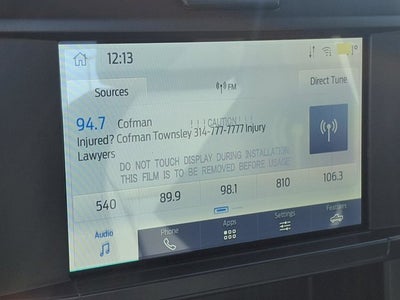 12:13
Sources
FM
Direct Tune
94.7 Cofman
! ! ! CAUTION ! ! !
Injured? Cofman Townsley 314-777-7777 Injury
Lawyers
DO NOT TOUCH DISPLAY DURING INSTALLATION
THIS FILM IS TO BE REMOVED BEFORE USAGE
540 89.9 98.1 810 106.3
Audio Phone Apps Settings Features